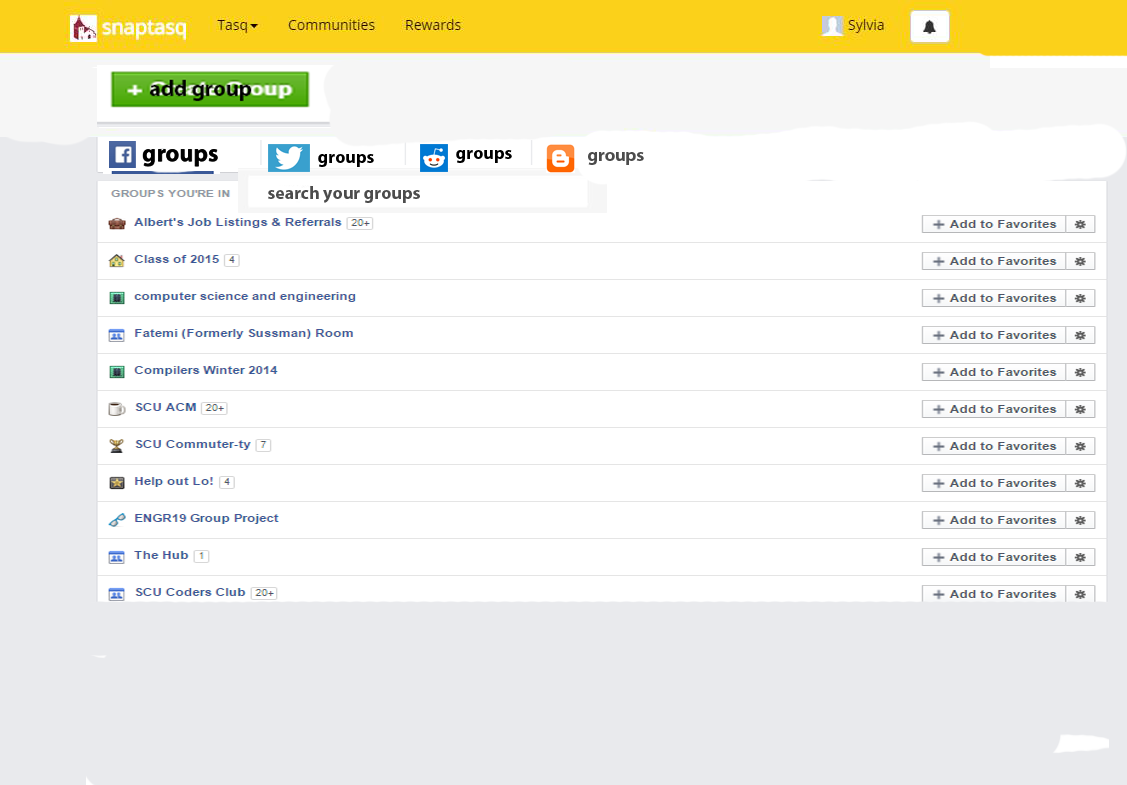 snaptasq Tasq Communities Rewards Sylvia
+ add group
groups groups groups groups
GROUPS YOU'RE IN
search your groups
Albert's Job Listings & Referrals 20+ + Add to Favorites
Class of 2015 4 + Add to Favorites
computer science and engineering + Add to Favorites
Fatemi (Formerly Sussman) Room + Add to Favorites
Compilers Winter 2014 + Add to Favorites
SCU ACM 20+ + Add to Favorites
SCU Commuter-ty 7 + Add to Favorites
Help out Lo! 4 + Add to Favorites
ENGR19 Group Project + Add to Favorites
The Hub 1 + Add to Favorites
SCU Coders Club 20+ + Add to Favorites